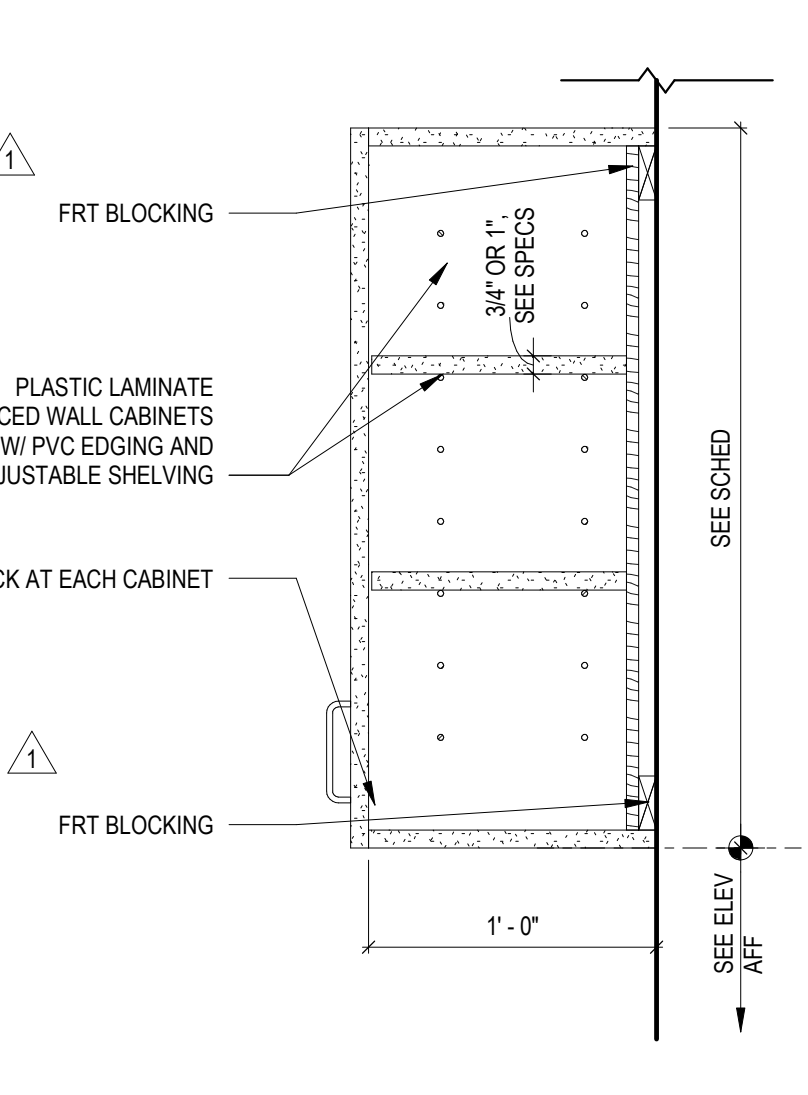 1
FRT BLOCKING
3/4" OR 1",
SEE SPECS
PLASTIC LAMINATE
CED WALL CABINETS
W/ PVC EDGING AND
JUSTABLE SHELVING
SEE SCHED
CK AT EACH CABINET
1
FRT BLOCKING
1' - 0"
SEE ELEV
AFF